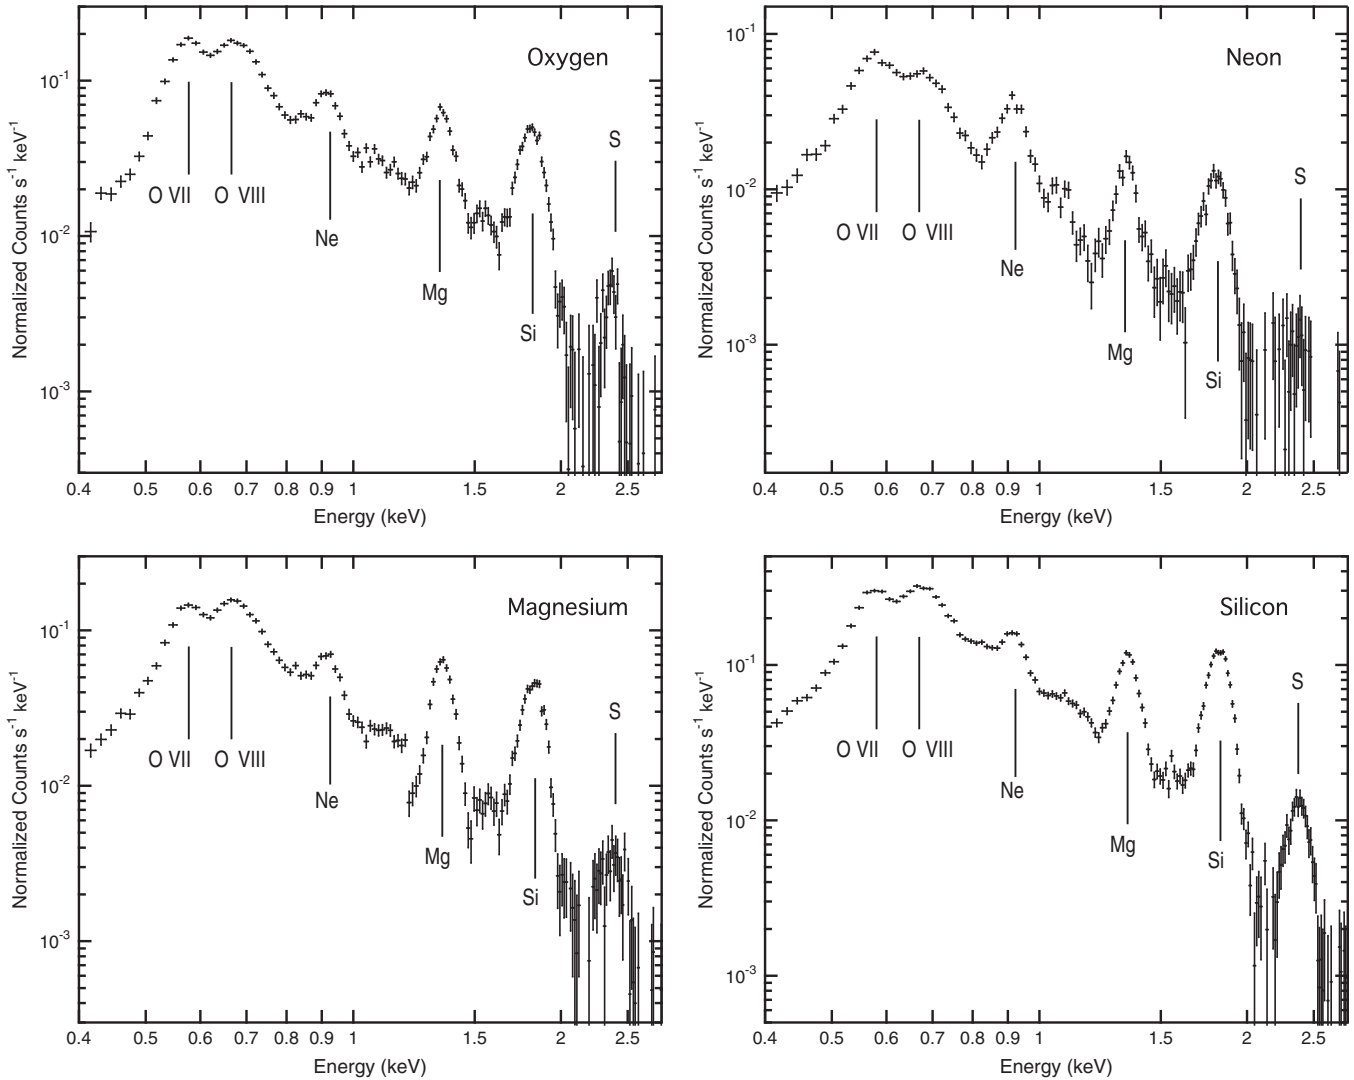 Oxygen
Normalized Counts s-1 keV-1
10-1
10-2
10-3
O VII
O VIII
Ne
Mg
Si
S
0.4 0.5 0.6 0.7 0.8 0.9 1 1.5 2 2.5
Energy (keV)
Neon
Normalized Counts s-1 keV-1
10-1
10-2
10-3
O VII
O VIII
Ne
Mg
Si
S
0.4 0.5 0.6 0.7 0.8 0.9 1 1.5 2 2.5
Energy (keV)
Magnesium
Normalized Counts s-1 keV-1
10-1
10-2
10-3
O VII
O VIII
Ne
Mg
Si
S
0.4 0.5 0.6 0.7 0.8 0.9 1 1.5 2 2.5
Energy (keV)
Silicon
Normalized Counts s-1 keV-1
10-1
10-2
10-3
O VII
O VIII
Ne
Mg
Si
S
0.4 0.5 0.6 0.7 0.8 0.9 1 1.5 2 2.5
Energy (keV)